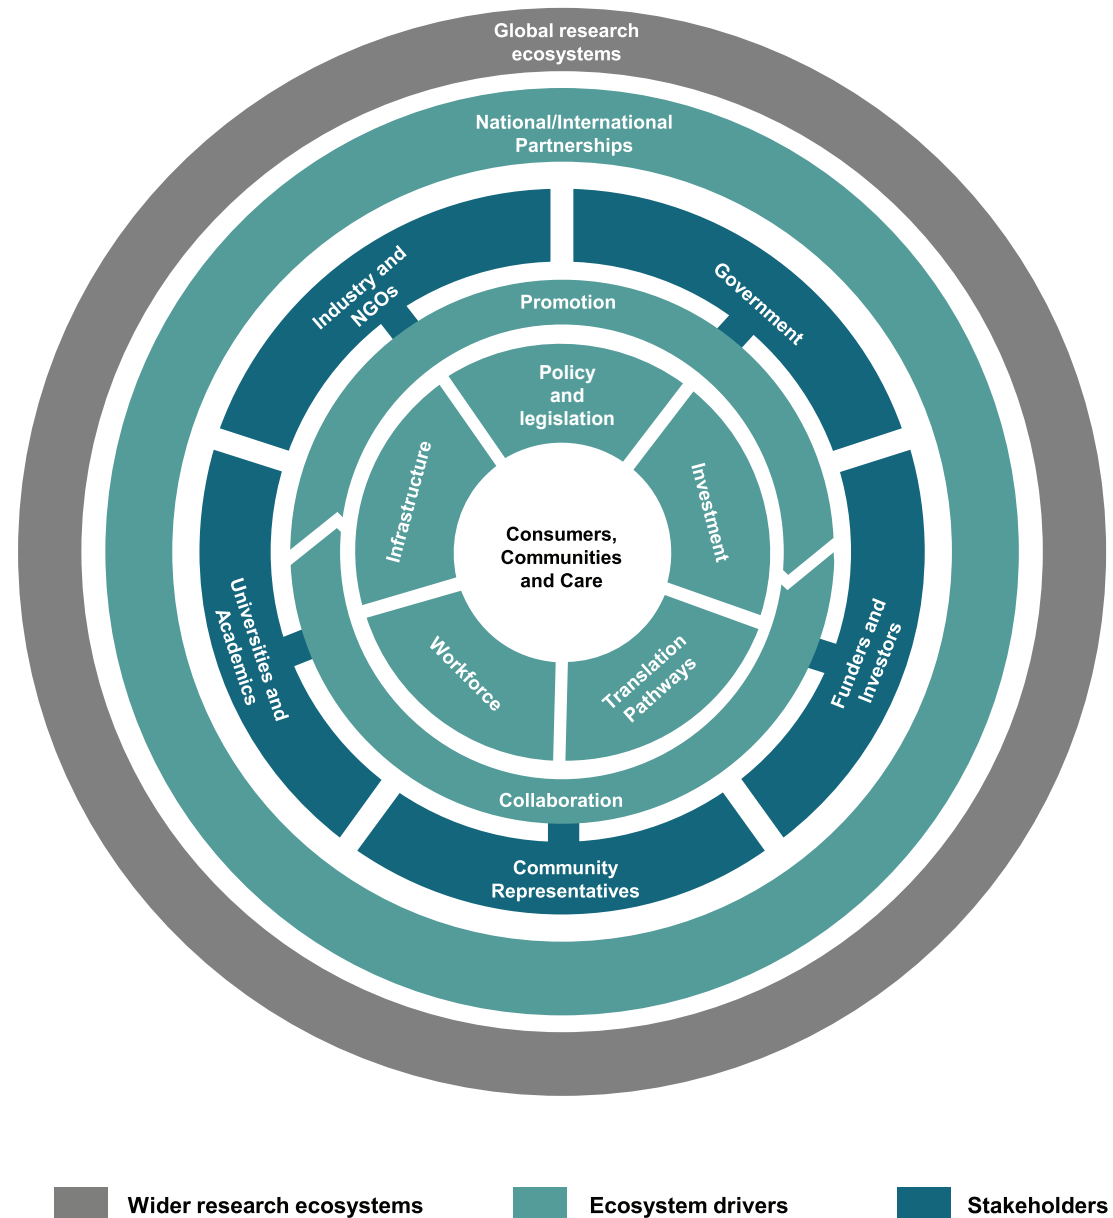 Global research
ecosystems
National/International
Partnerships
Industry and
NGOs
Government
Promotion
Policy
and
legislation
Infrastructure
Investment
Consumers,
Communities
and Care
Universities and
Academics
Workforce
Translation
Pathways
Funders and
Investors
Collaboration
Community
Representatives
Wider research ecosystems
Ecosystem drivers
Stakeholders